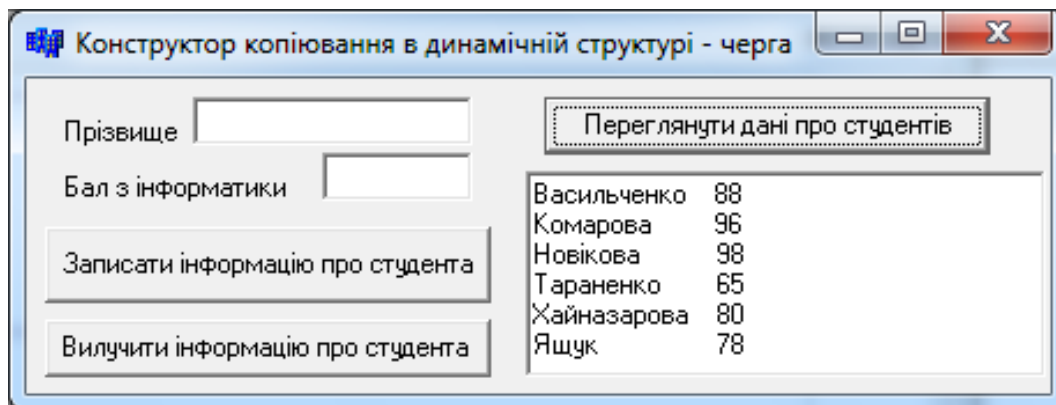 Конструктор копіювання в динамічній структурі - черга
Прізвище
Бал з інформатики
Записати інформацію про студента
Вилучити інформацію про студента
Переглянути дані про студентів
Васильченко 88
Комарова 96
Новікова 98
Тараненко 65
Хайназарова 80
Ящук 78